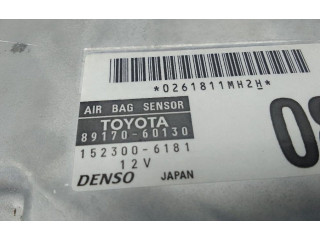 *0261811MH2H*
AIR BAG SENSOR
TOYOTA
89170-60130
152300-6181
12V
DENSO JAPAN